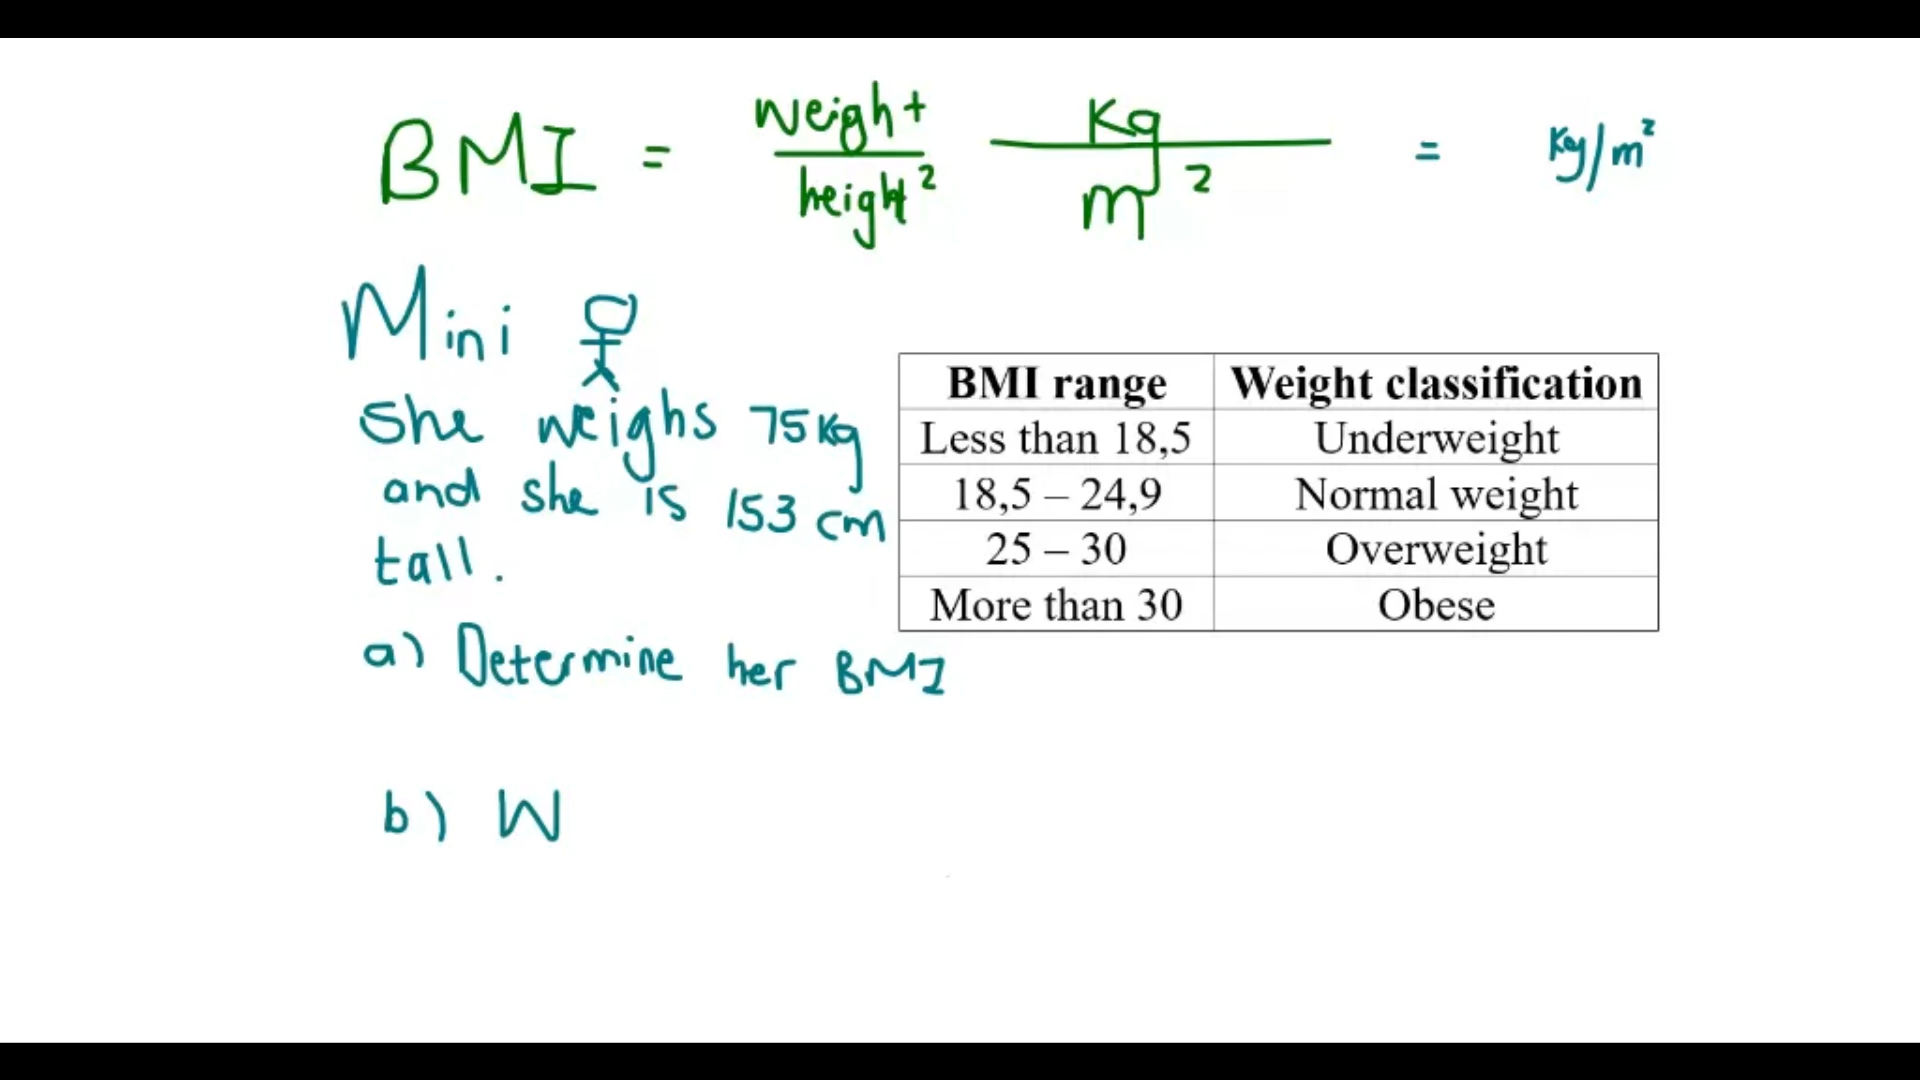 BMI = weight kg = kg/m²
height² m²
Mini
She weighs 75kg
and she is 153 cm
tall.
BMI range Weight classification
Less than 18,5 Underweight
18,5 – 24,9 Normal weight
25 – 30 Overweight
More than 30 Obese
a) Determine her BMI
b) W